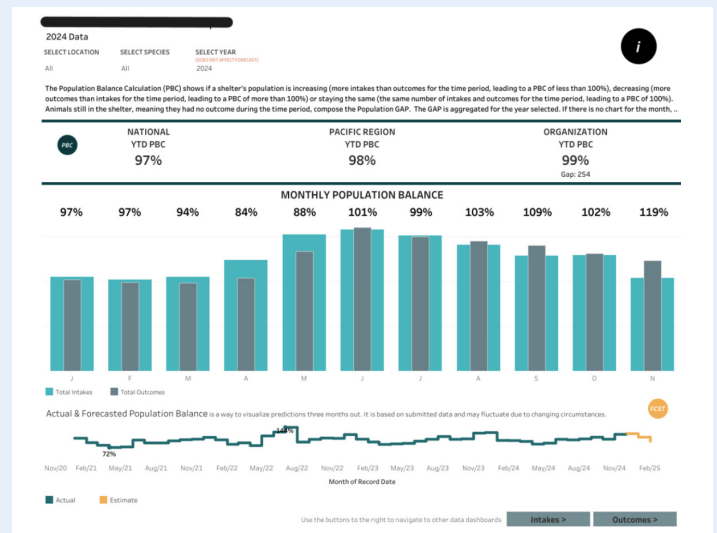 2024 Data
SELECT LOCATION SELECT SPECIES SELECT YEAR
(DOES NOT AFFECT FORECAST)
All All 2024
i
The Population Balance Calculation (PBC) shows if a shelter's population is increasing (more intakes than outcomes for the time period, leading to a PBC of less than 100%), decreasing (more
outcomes than intakes for the time period, leading to a PBC of more than 100%) or staying the same (the same number of intakes and outcomes for the time period, leading to a PBC of 100%).
Animals still in the shelter, meaning they had no outcome during the time period, compose the Population GAP. The GAP is aggregated for the year selected. If there is no chart for the month, ..
PBC
NATIONAL PACIFIC REGION ORGANIZATION
YTD PBC YTD PBC YTD PBC
97% 98% 99%
Gap: 254
MONTHLY POPULATION BALANCE
97% 97% 94% 84% 88% 101% 99% 103% 109% 102% 119%
J F M A M J J A S O N
Total Intakes Total Outcomes
FCST
Actual & Forecasted Population Balance is a way to visualize predictions three months out. It is based on submitted data and may fluctuate due to changing circumstances.
72%
Nov/20 Feb/21 May/21 Aug/21 Nov/21 Feb/22 May/22 Aug/22 Nov/22 Feb/23 May/23 Aug/23 Nov/23 Feb/24 May/24 Aug/24 Nov/24 Feb/25
Month of Record Date
Actual Estimate
Use the buttons to the right to navigate to other data dashboards Intakes > Outcomes >